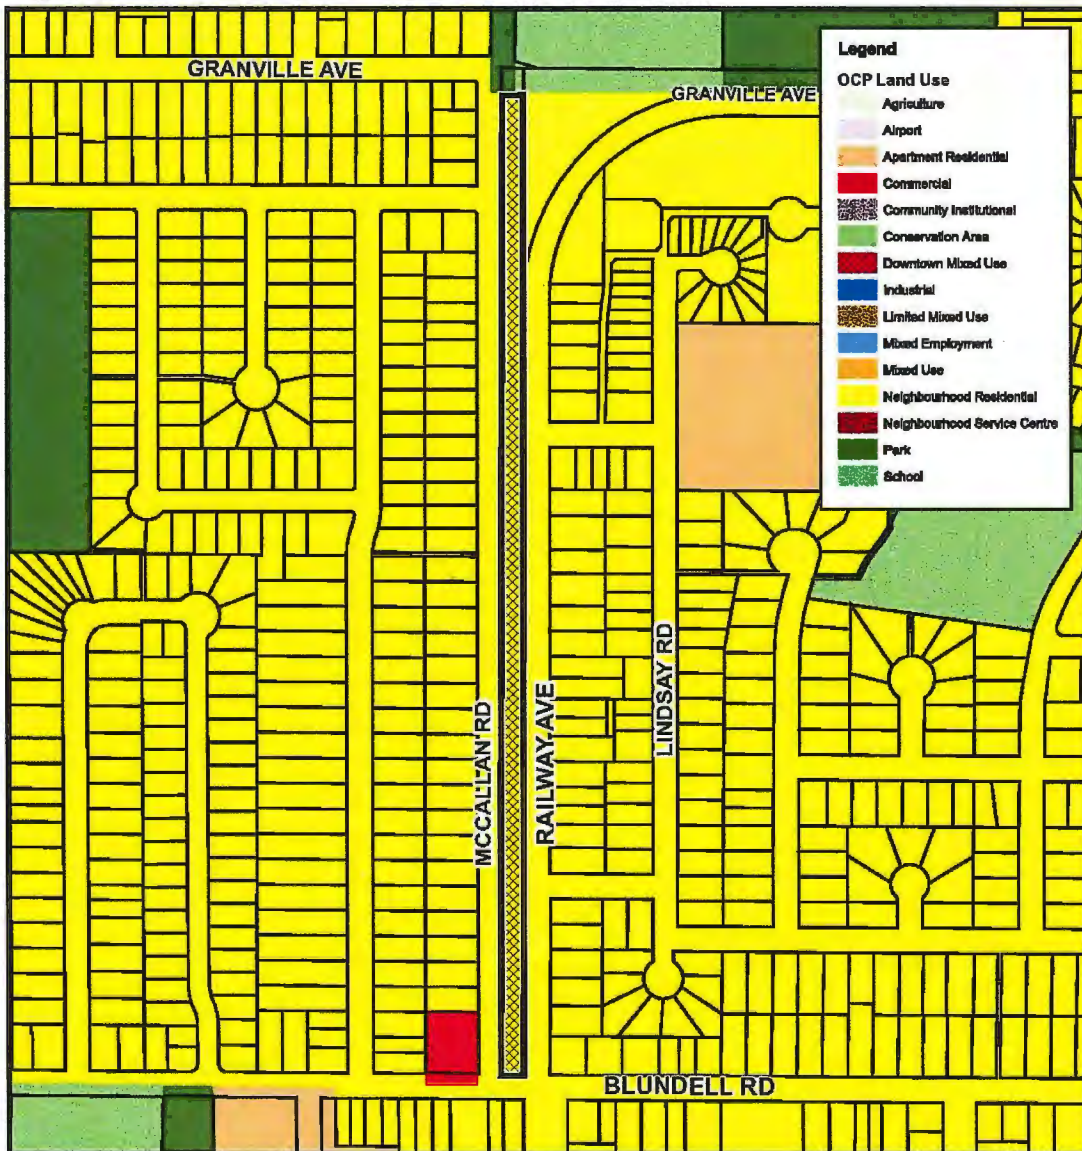 GRANVILLE AVE
GRANVILLE AVE
Legend
OCP Land Use
Agriculture
Airport
Apartment Residential
Commercial
Community Institutional
Conservation Area
Downtown Mixed Use
Industrial
Limited Mixed Use
Mixed Employment
Mixed Use
Neighbourhood Residential
Neighbourhood Service Centre
Park
School
MCCALLAN RD
RAILWAY AVE
LINDSAY RD
BLUNDELL RD